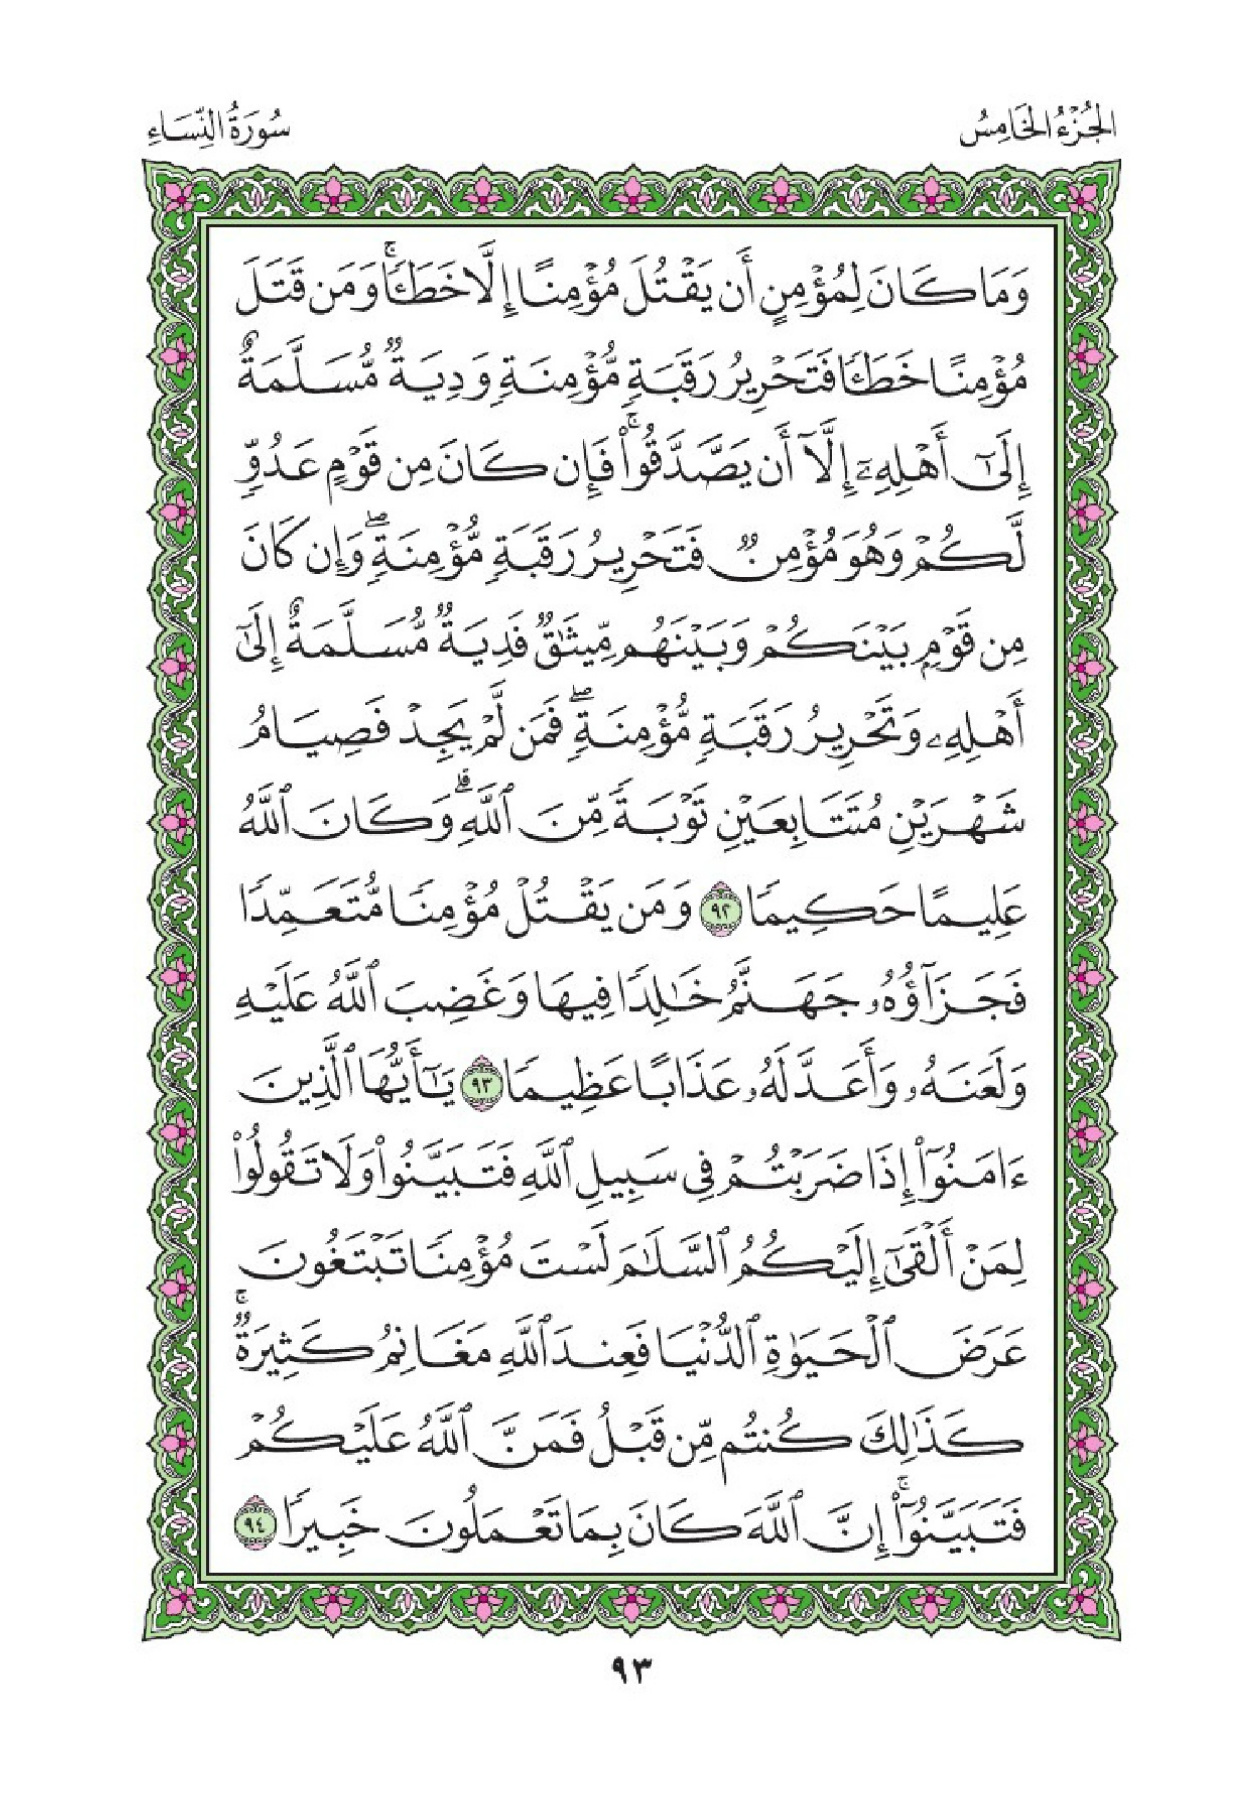 الجُزْءُ الخَامِسُ
سُورَةُ النِّسَاءِ
وَمَا كَانَ لِمُؤْمِنٍ أَن يَقْتُلَ مُؤْمِنًا إِلَّا خَطَـًٔاۚ وَمَن قَتَلَ
مُؤْمِنًا خَطَـًٔا فَتَحْرِيرُ رَقَبَةٍ مُّؤْمِنَةٍ وَدِيَةٌ مُّسَلَّمَةٌ
إِلَىٰٓ أَهْلِهِۦٓ إِلَّآ أَن يَصَّدَّقُوا۟ۚ فَإِن كَانَ مِن قَوْمٍ عَدُوٍّ
لَّكُمْ وَهُوَ مُؤْمِنٌ فَتَحْرِيرُ رَقَبَةٍ مُّؤْمِنَةٍۖ وَإِن كَانَ
مِن قَوْمٍۭ بَيْنَكُمْ وَبَيْنَهُم مِّيثَـٰقٌ فَدِيَةٌ مُّسَلَّمَةٌ إِلَىٰٓ
أَهْلِهِۦ وَتَحْرِيرُ رَقَبَةٍ مُّؤْمِنَةٍۖ فَمَن لَّمْ يَجِدْ فَصِيَامُ
شَهْرَيْنِ مُتَتَابِعَيْنِ تَوْبَةً مِّنَ ٱللَّهِۗ وَكَانَ ٱللَّهُ
عَلِيمًا حَكِيمًا ٩٢ وَمَن يَقْتُلْ مُؤْمِنًا مُّتَعَمِّدًا
فَجَزَآؤُهُۥ جَهَنَّمُ خَـٰلِدًا فِيهَا وَغَضِبَ ٱللَّهُ عَلَيْهِ
وَلَعَنَهُۥ وَأَعَدَّ لَهُۥ عَذَابًا عَظِيمًا ٩٣ يَـٰٓأَيُّهَا ٱلَّذِينَ
ءَامَنُوٓا۟ إِذَا ضَرَبْتُمْ فِى سَبِيلِ ٱللَّهِ فَتَبَيَّنُوا۟ وَلَا تَقُولُوا۟
لِمَنْ أَلْقَىٰٓ إِلَيْكُمُ ٱلسَّلَـٰمَ لَسْتَ مُؤْمِنًا تَبْتَغُونَ
عَرَضَ ٱلْحَيَوٰةِ ٱلدُّنْيَا فَعِندَ ٱللَّهِ مَغَانِمُ كَثِيرَةٌۚ
كَذَٰلِكَ كُنتُم مِّن قَبْلُ فَمَنَّ ٱللَّهُ عَلَيْكُمْ
فَتَبَيَّنُوٓا۟ۚ إِنَّ ٱللَّهَ كَانَ بِمَا تَعْمَلُونَ خَبِيرًا ٩٤
٩٣